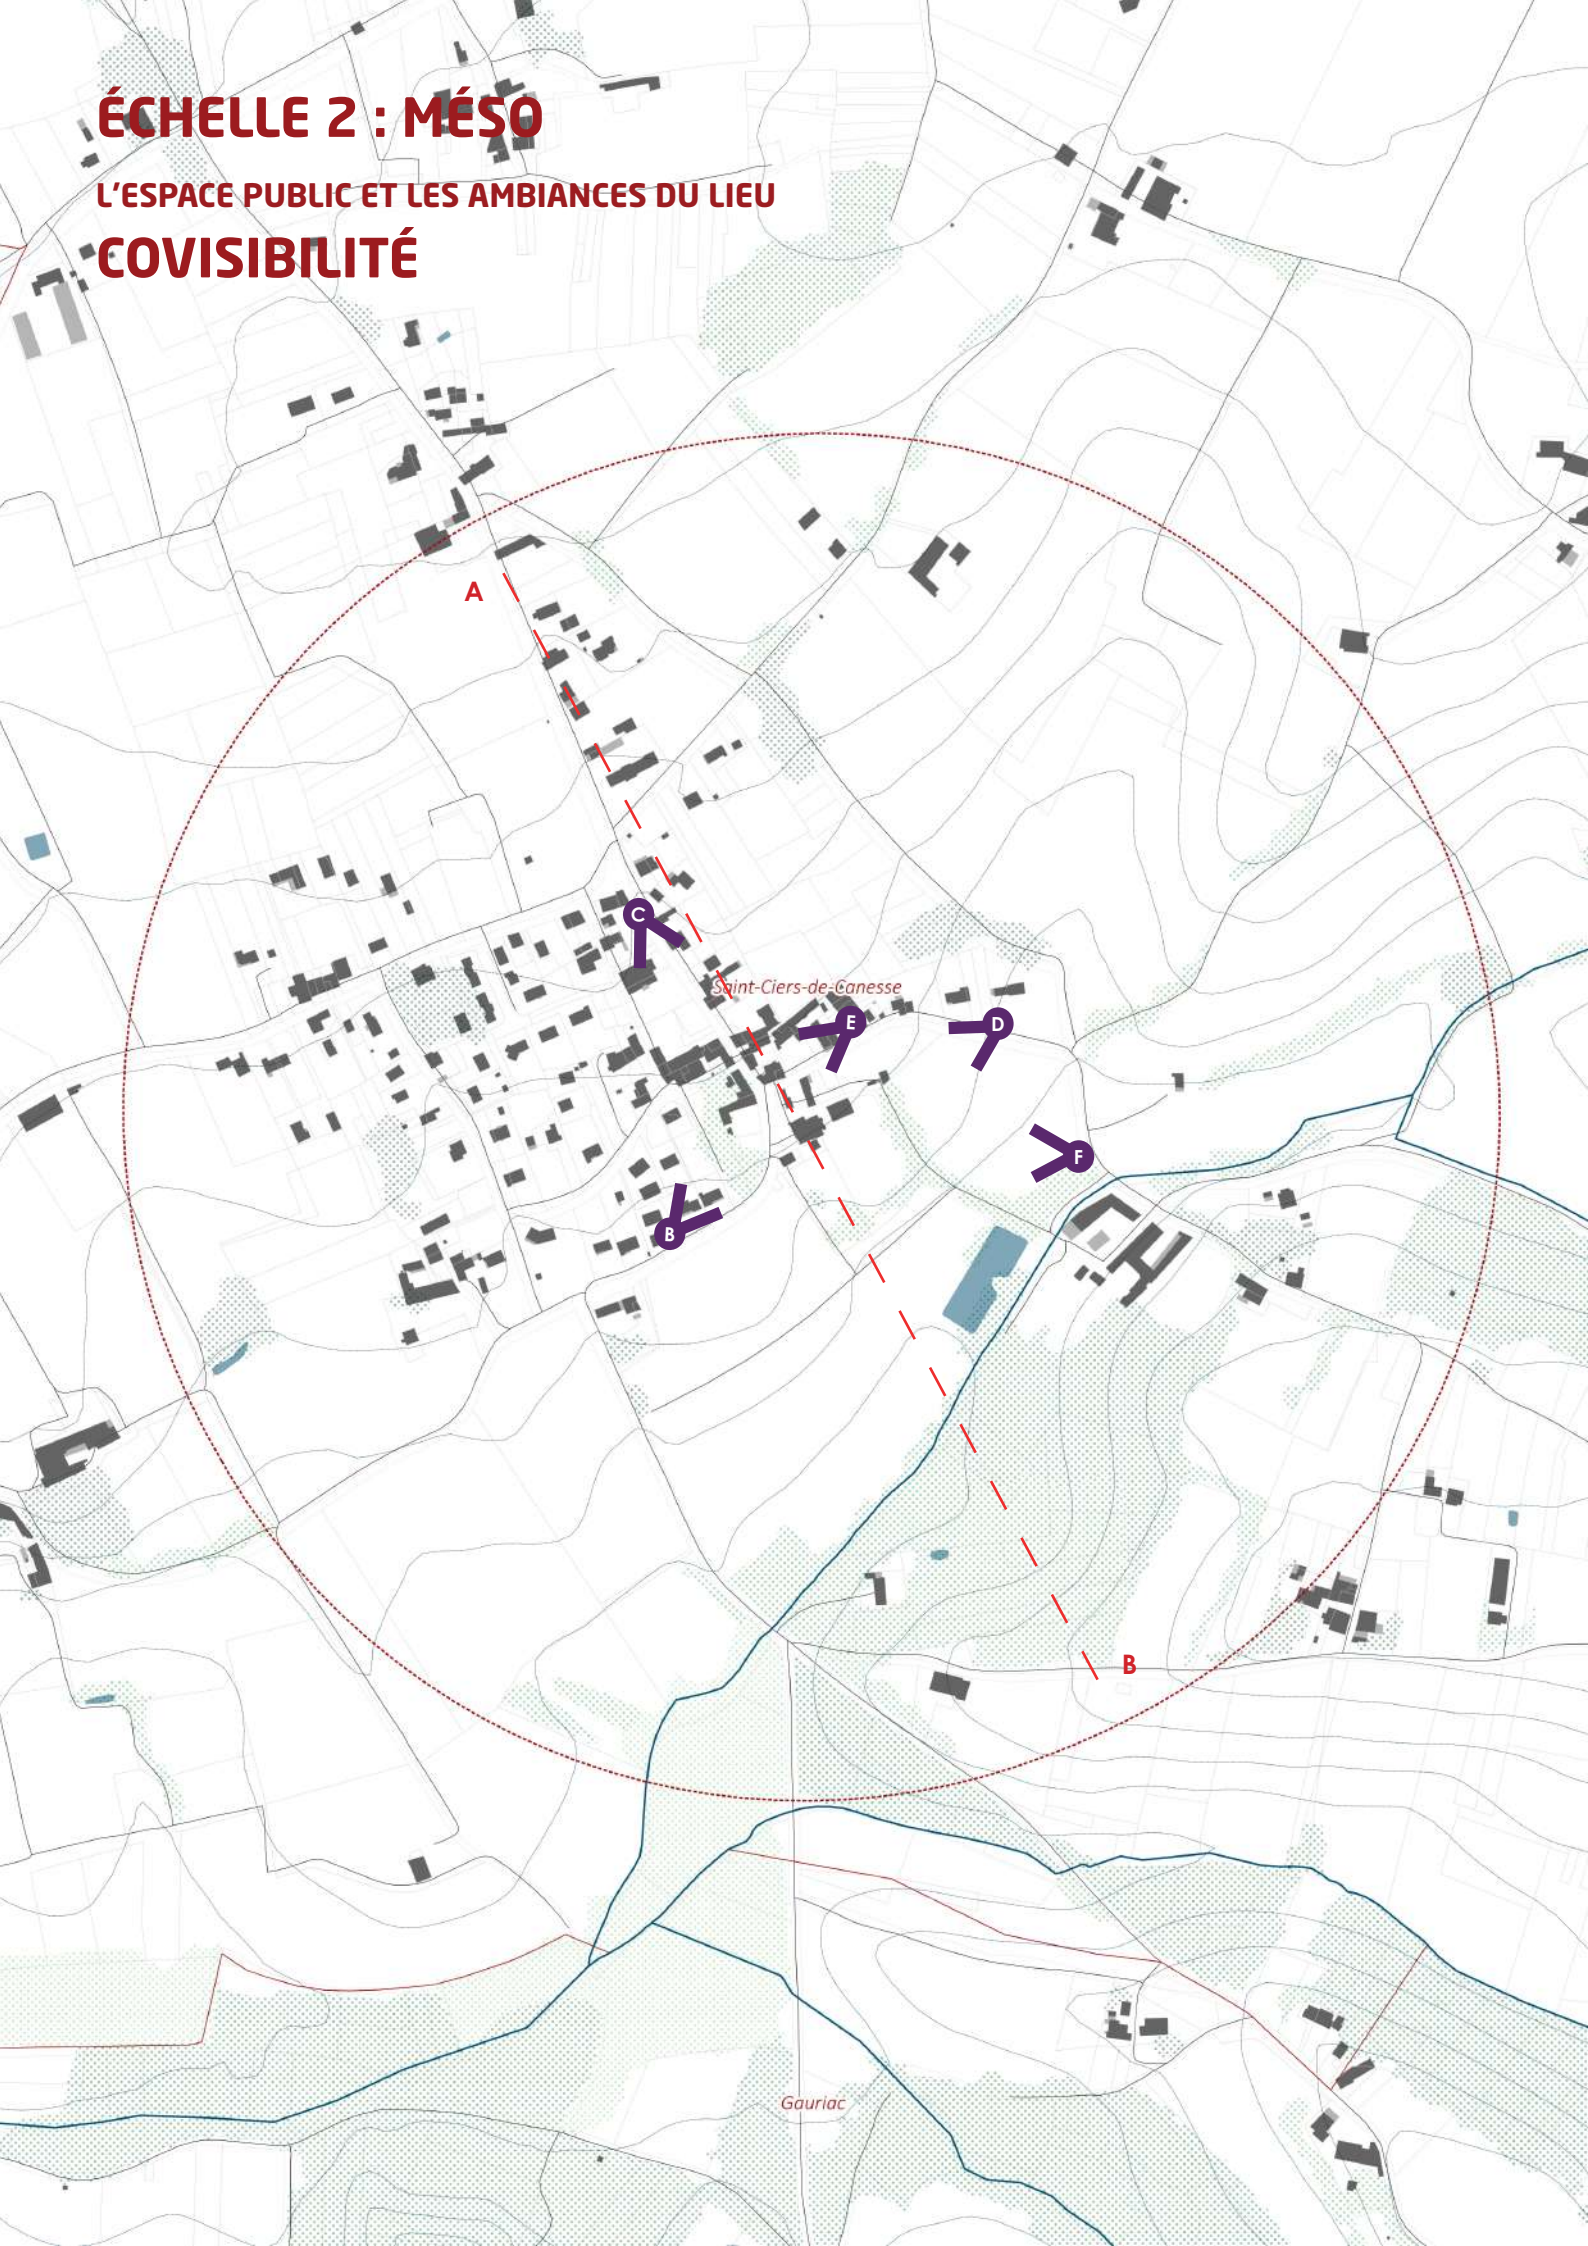 ÉCHELLE 2 : MÉSO
L'ESPACE PUBLIC ET LES AMBIANCES DU LIEU
COVISIBILITÉ
A
C
Saint-Ciers-de-Canesse
E
D
F
B
B
Gauriac